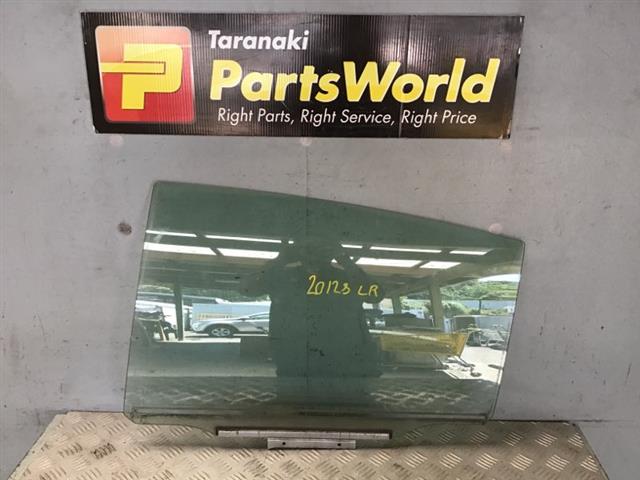 Taranaki
P PartsWorld
Right Parts, Right Service, Right Price
20123 LR